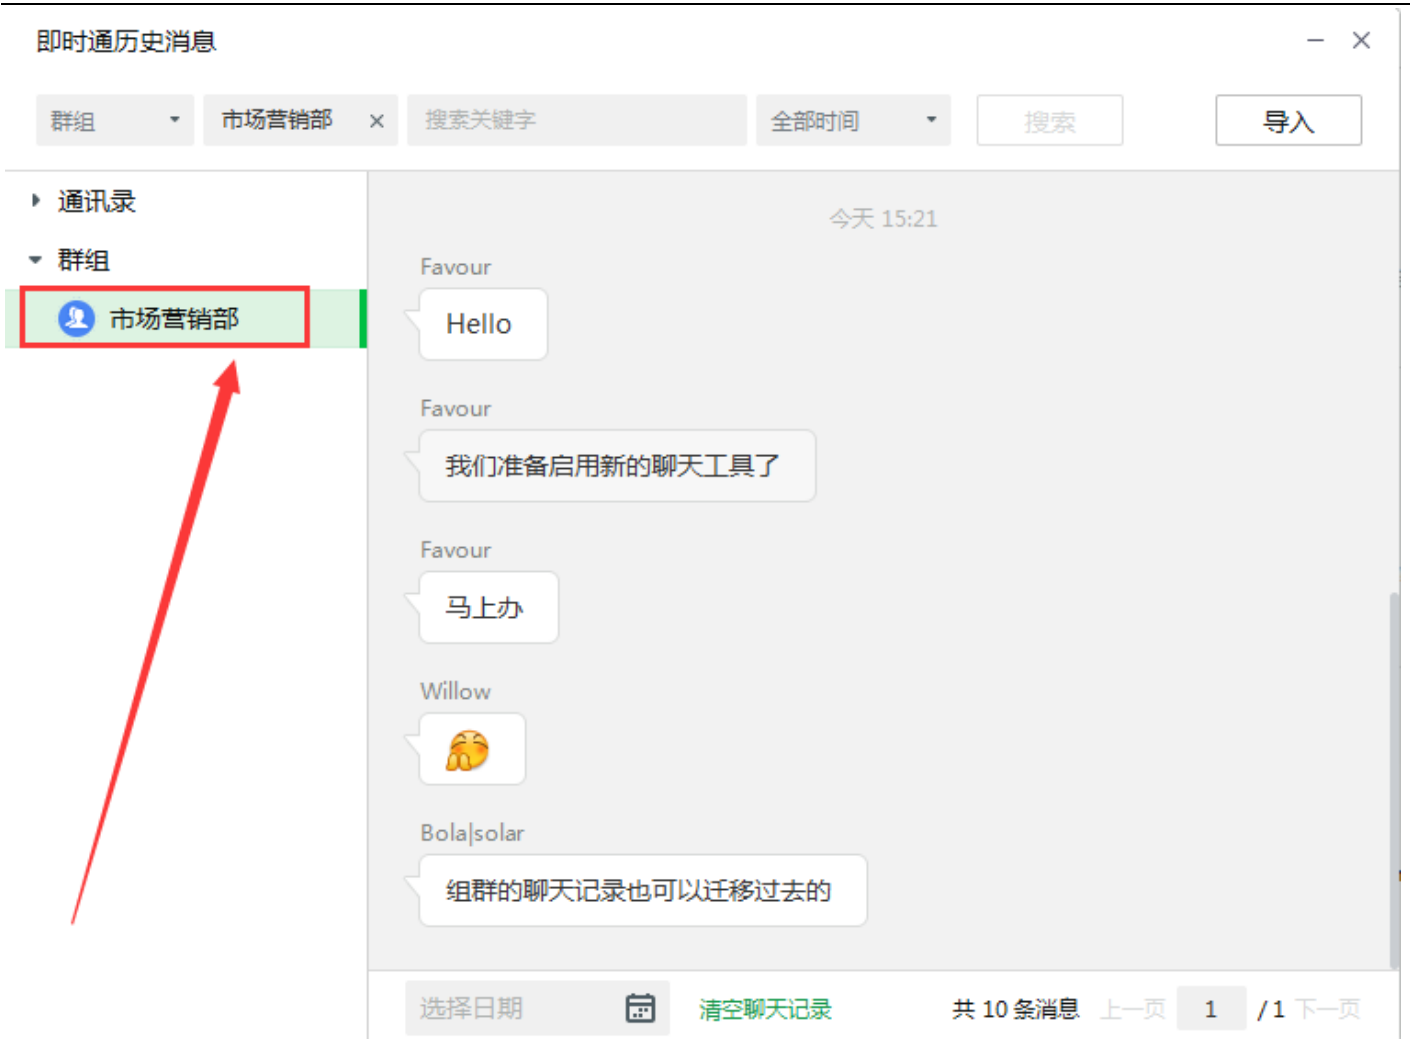 即时通历史消息
群组 市场营销部 × 搜索关键字 全部时间 搜索 导入
通讯录
群组
市场营销部
今天 15:21
Favour
Hello
Favour
我们准备启用新的聊天工具了
Favour
马上办
Willow
Bola|solar
组群的聊天记录也可以迁移过去的
选择日期 清空聊天记录 共 10 条消息 上一页 1 / 1 下一页